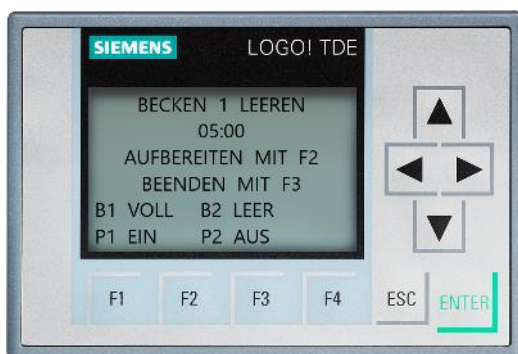 SIEMENS LOGO! TDE
BECKEN 1 LEEREN
05:00
AUFBEREITEN MIT F2
BEENDEN MIT F3
B1 VOLL B2 LEER
P1 EIN P2 AUS
F1 F2 F3 F4 ESC ENTER